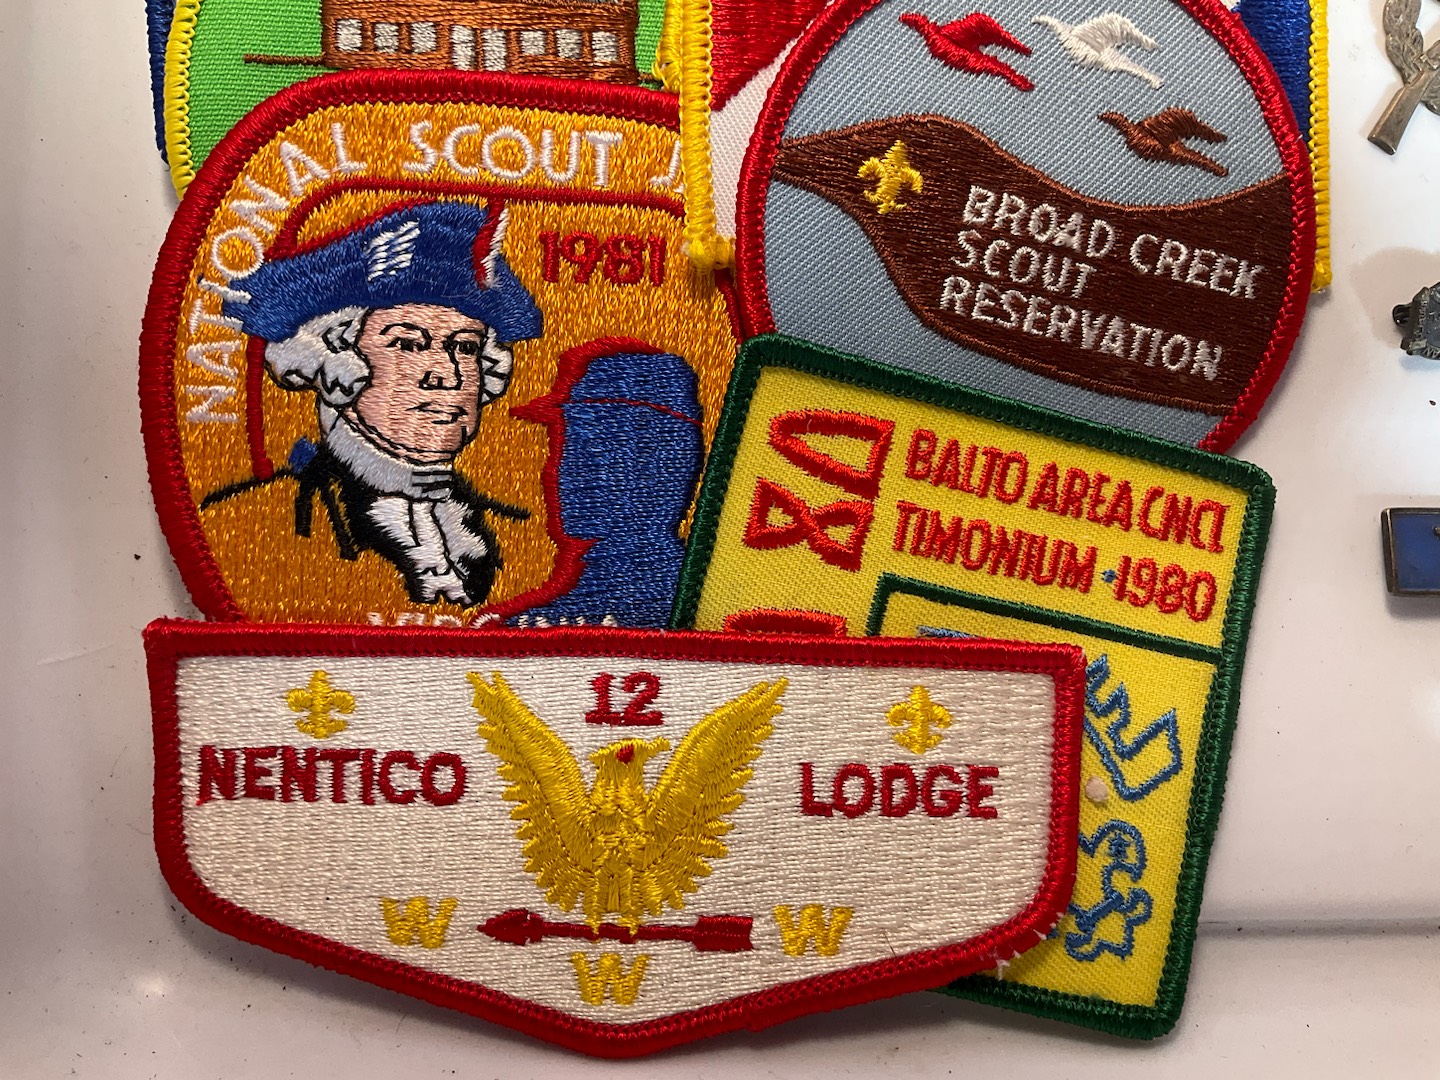 NATIONAL SCOUT
1981
BROAD CREEK
SCOUT
RESERVATION
BALTO AREA CNCL
TIMONIUM · 1980
12
NENTICO LODGE
W W
W